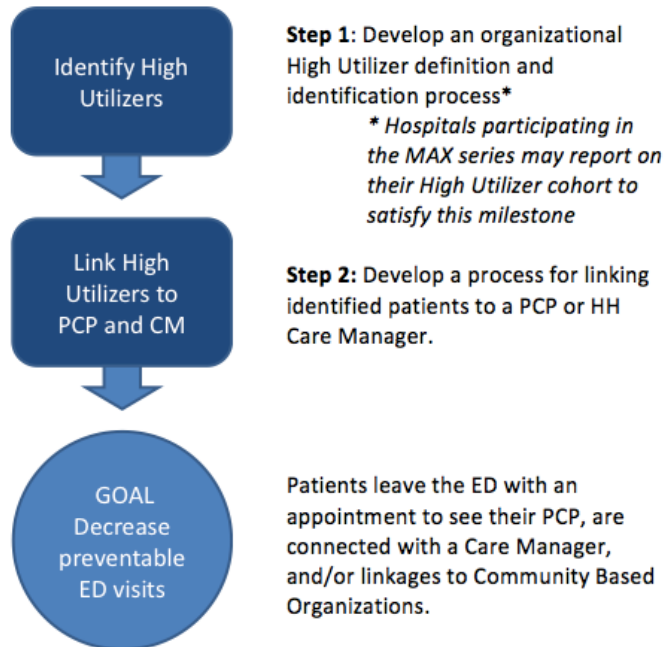 Identify High
Utilizers
Step 1: Develop an organizational
High Utilizer definition and
identification process*
* Hospitals participating in
the MAX series may report on
their High Utilizer cohort to
satisfy this milestone
Link High
Utilizers to
PCP and CM
Step 2: Develop a process for linking
identified patients to a PCP or HH
Care Manager.
GOAL
Decrease
preventable
ED visits
Patients leave the ED with an
appointment to see their PCP, are
connected with a Care Manager,
and/or linkages to Community Based
Organizations.